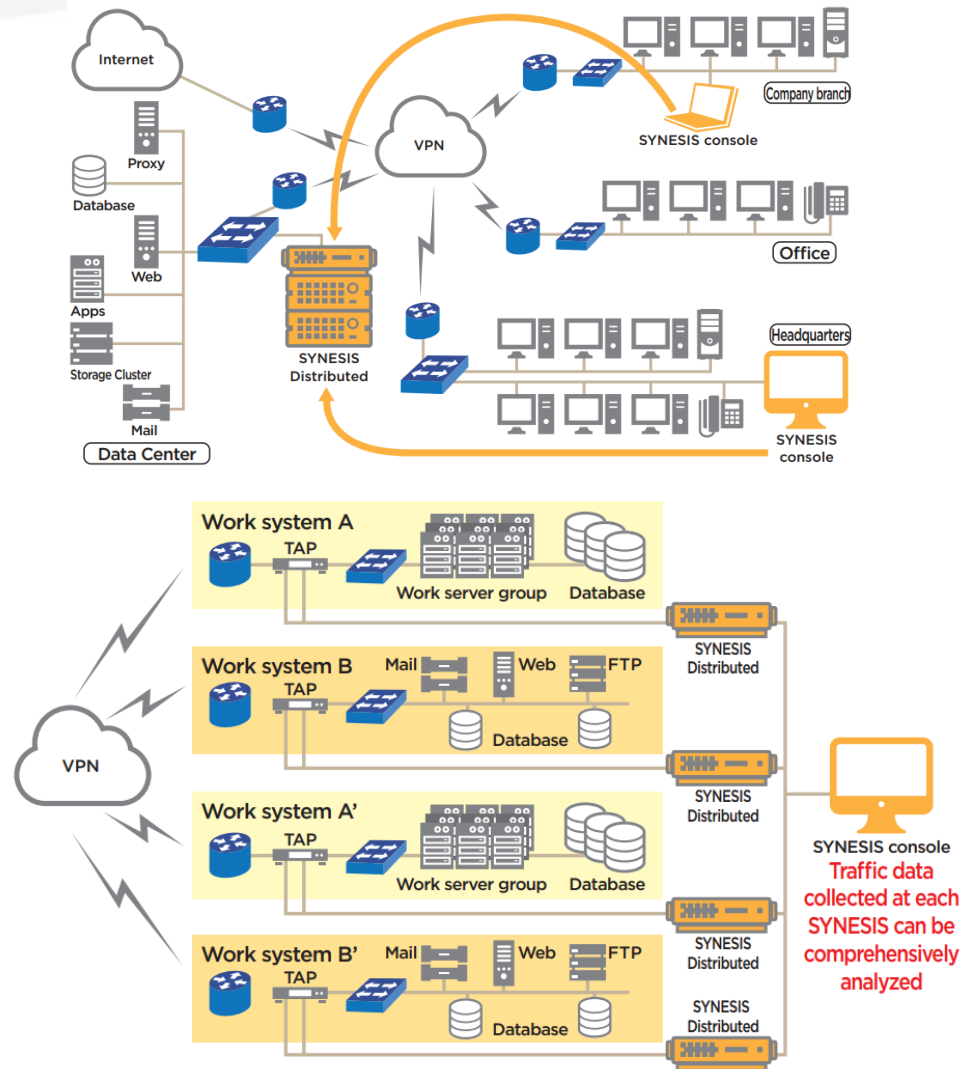 Internet
Proxy
Database
Web
Apps
Storage Cluster
Mail
Data Center
VPN
SYNESIS
Distributed
Company branch
SYNESIS console
Office
Headquarters
SYNESIS
console
Work system A
TAP
Work server group
Database
SYNESIS
Distributed
Work system B
TAP
Mail
Web
FTP
Database
SYNESIS
Distributed
VPN
Work system A’
TAP
Work server group
Database
SYNESIS
Distributed
Work system B’
TAP
Mail
Web
FTP
Database
SYNESIS
Distributed
SYNESIS console
Traffic data
collected at each
SYNESIS can be
comprehensively
analyzed